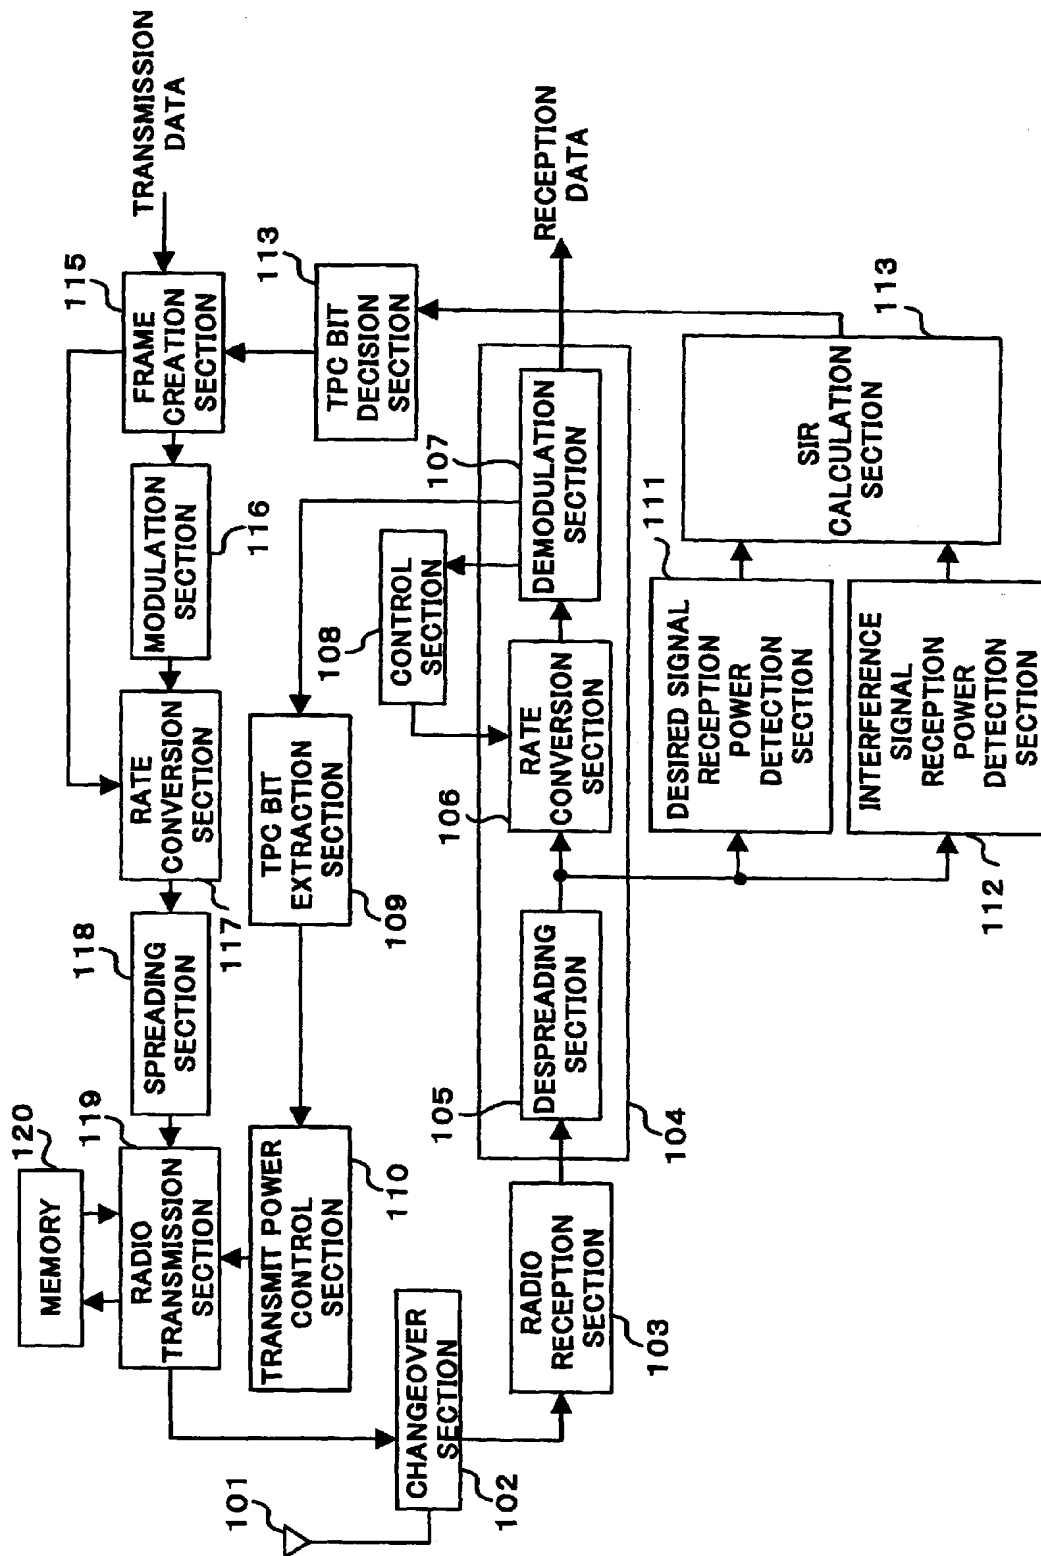 120
MEMORY
119
RADIO
TRANSMISSION
SECTION
118
SPREADING
SECTION
117
RATE
CONVERSION
SECTION
116
MODULATION
SECTION
115
FRAME
CREATION
SECTION
TRANSMISSION
DATA
110
TRANSMIT POWER
CONTROL
SECTION
109
TPC BIT
EXTRACTION
SECTION
113
TPC BIT
DECISION
SECTION
108
CONTROL
SECTION
101
102
CHANGEOVER
SECTION
103
RADIO
RECEPTION
SECTION
104
105
DESPREADING
SECTION
106
RATE
CONVERSION
SECTION
107
DEMODULATION
SECTION
RECEPTION
DATA
111
DESIRED SIGNAL
RECEPTION
POWER
DETECTION
SECTION
112
INTERFERENCE
SIGNAL
RECEPTION
POWER
DETECTION
SECTION
113
SIR
CALCULATION
SECTION